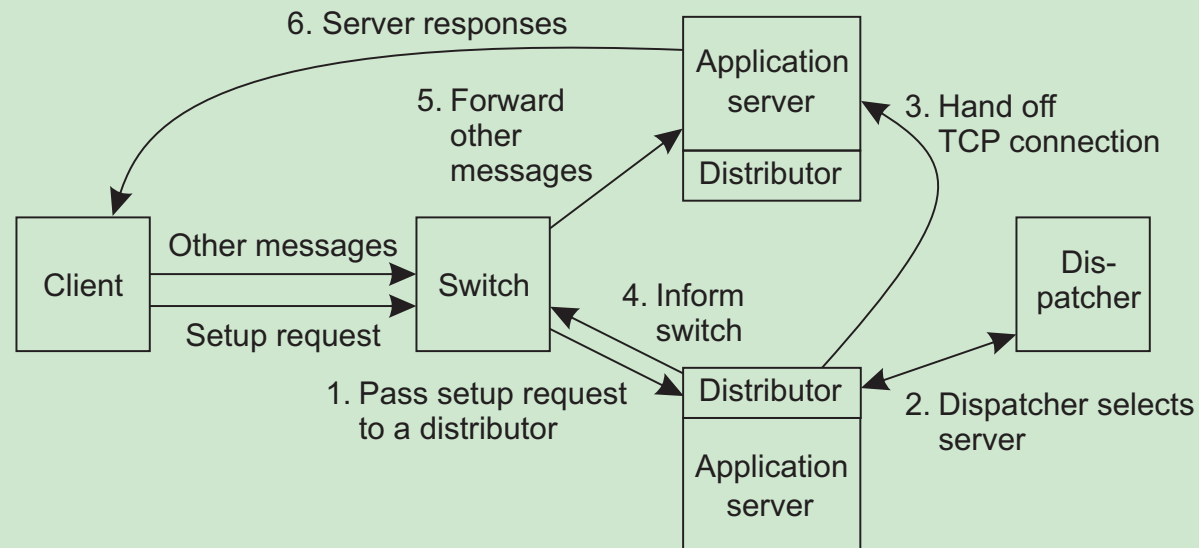 6. Server responses
Application
server
Distributor
5. Forward
other
messages
3. Hand off
TCP connection
Client
Other messages
Setup request
Switch
4. Inform
switch
Dis-
patcher
1. Pass setup request
to a distributor
Distributor
Application
server
2. Dispatcher selects
server